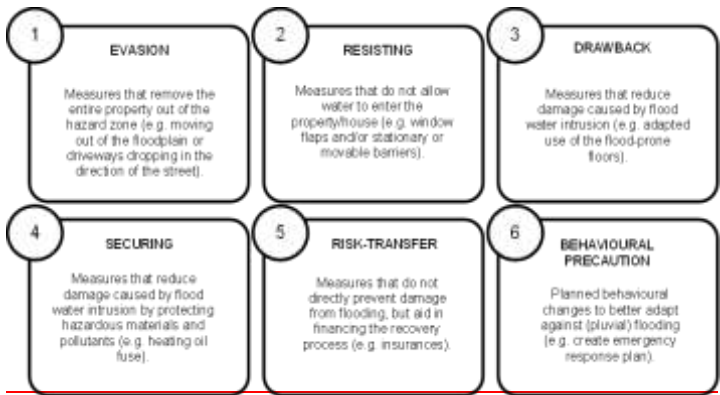 1
EVASION
Measures that remove the
entire property out of the
hazard zone (e.g. moving
out of the floodplain or
driveways dropping in the
direction of the street).
2
RESISTING
Measures that do not allow
water to enter the
property/house (e.g. window
flaps and/or stationary or
movable barriers).
3
DRAWBACK
Measures that reduce
damage caused by flood
water intrusion (e.g. adapted
use of the flood-prone
floors).
4
SECURING
Measures that reduce
damage caused by flood
water intrusion by protecting
hazardous materials and
pollutants (e.g. heating oil
fuse).
5
RISK-TRANSFER
Measures that do not
directly prevent damage
from flooding, but aid in
financing the recovery
process (e.g. insurances).
6
BEHAVIOURAL
PRECAUTION
Planned behavioural
changes to better adapt
against (pluvial) flooding
(e.g. create emergency
response plan).